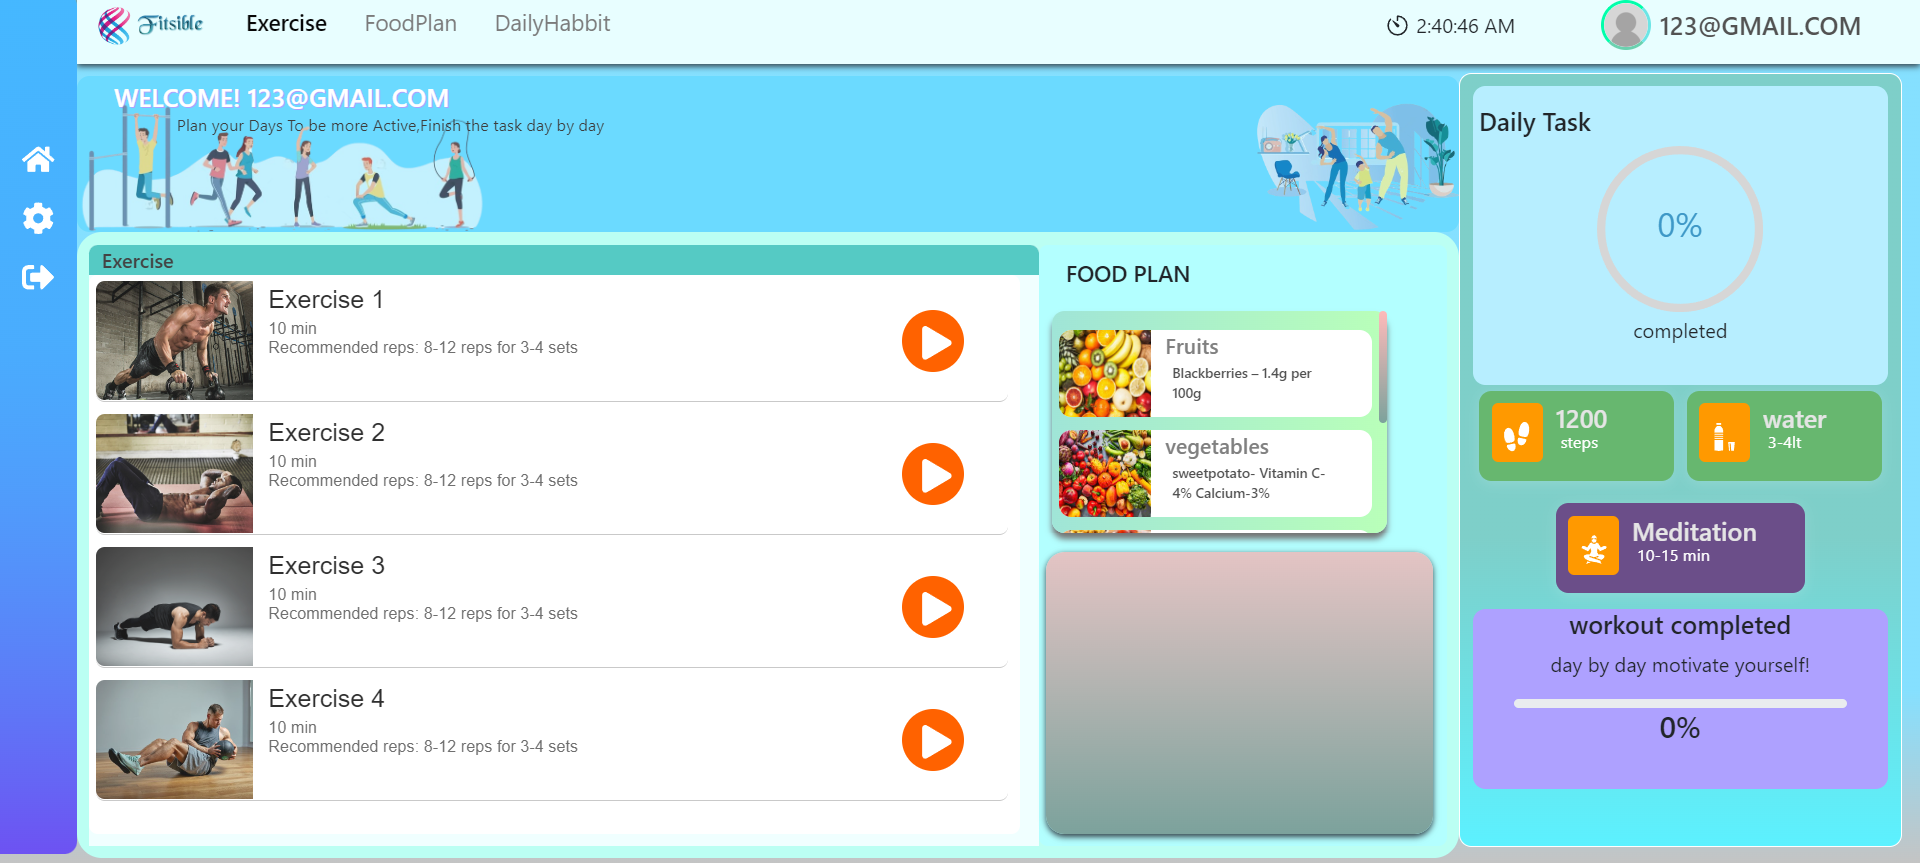 Fitsible
Exercise
FoodPlan
DailyHabbit
2:40:46 AM
123@GMAIL.COM
WELCOME! 123@GMAIL.COM
Plan your Days To be more Active,Finish the task day by day
Exercise
Exercise 1
10 min
Recommended reps: 8-12 reps for 3-4 sets
Exercise 2
10 min
Recommended reps: 8-12 reps for 3-4 sets
Exercise 3
10 min
Recommended reps: 8-12 reps for 3-4 sets
Exercise 4
10 min
Recommended reps: 8-12 reps for 3-4 sets
FOOD PLAN
Fruits
Blackberries – 1.4g per
100g
vegetables
sweetpotato- Vitamin C-
4% Calcium-3%
Daily Task
0%
completed
1200
steps
water
3-4lt
Meditation
10-15 min
workout completed
day by day motivate yourself!
0%